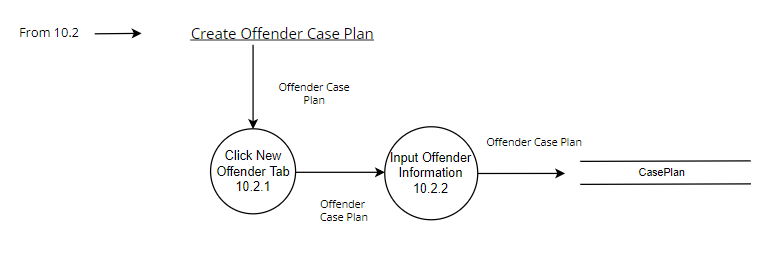 From 10.2
Create Offender Case Plan
Offender Case
Plan
Click New
Offender Tab
10.2.1
Offender
Case Plan
Input Offender
Information
10.2.2
Offender Case Plan
CasePlan